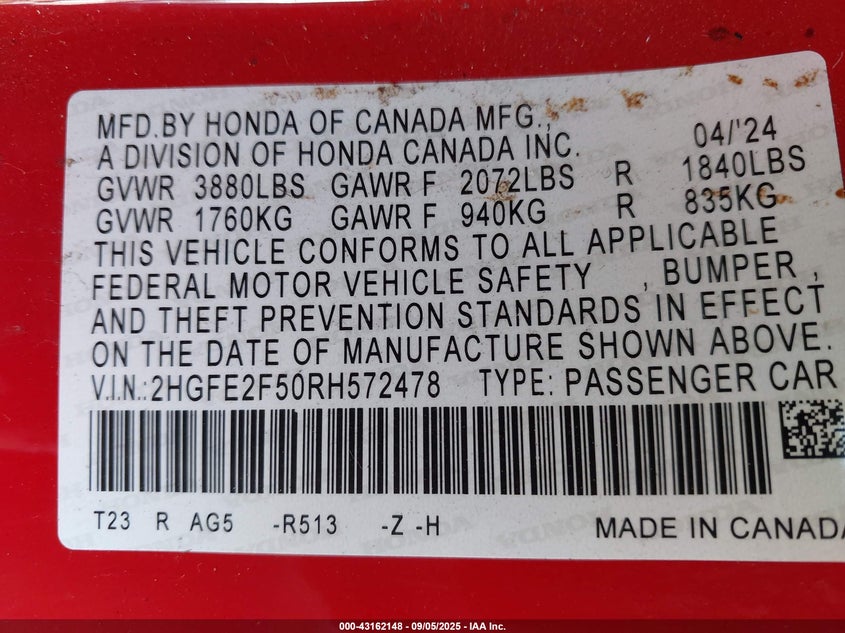 MFD.BY HONDA OF CANADA MFG.,
A DIVISION OF HONDA CANADA INC. 04/'24
GVWR 3880LBS GAWR F 2072LBS R 1840LBS
GVWR 1760KG GAWR F 940KG R 835KG
THIS VEHICLE CONFORMS TO ALL APPLICABLE
FEDERAL MOTOR VEHICLE SAFETY , BUMPER ,
AND THEFT PREVENTION STANDARDS IN EFFECT
ON THE DATE OF MANUFACTURE SHOWN ABOVE.
V.I.N.:2HGFE2F50RH572478 TYPE: PASSENGER CAR
T23 R AG5 -R513 -Z -H MADE IN CANADA
000-43162148 - 09/05/2025 - IAA Inc.